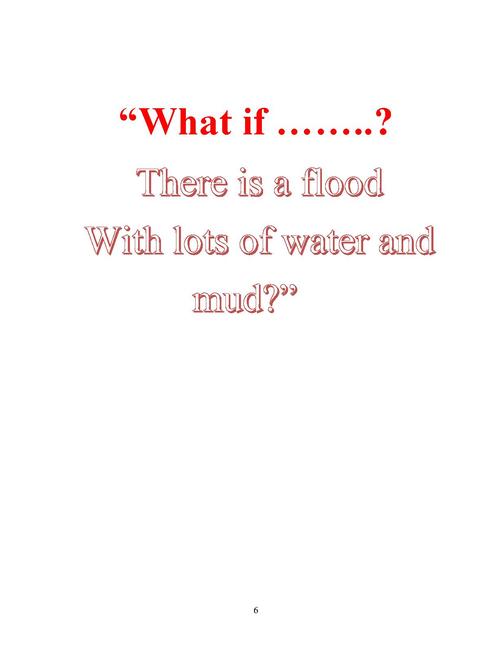 “What if ……..?
There is a flood
With lots of water and
mud?”
6